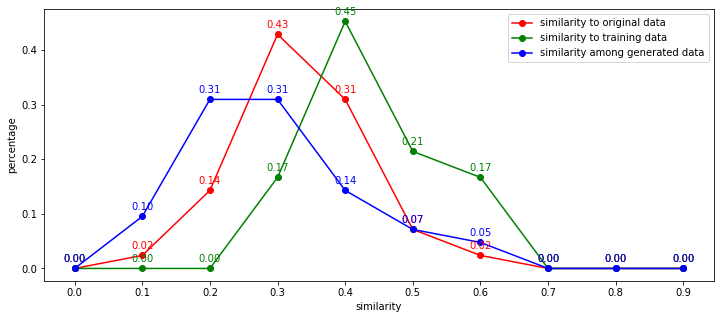 similarity to original data
similarity to training data
similarity among generated data
percentage
0.4
0.3
0.2
0.1
0.0
0.45
0.43
0.31 0.31 0.31
0.21
0.14 0.17 0.14 0.17
0.10
0.07
0.05
0.02 0.02
0.00 0.00 0.00 0.00 0.00 0.00
0.0 0.1 0.2 0.3 0.4 0.5 0.6 0.7 0.8 0.9
similarity